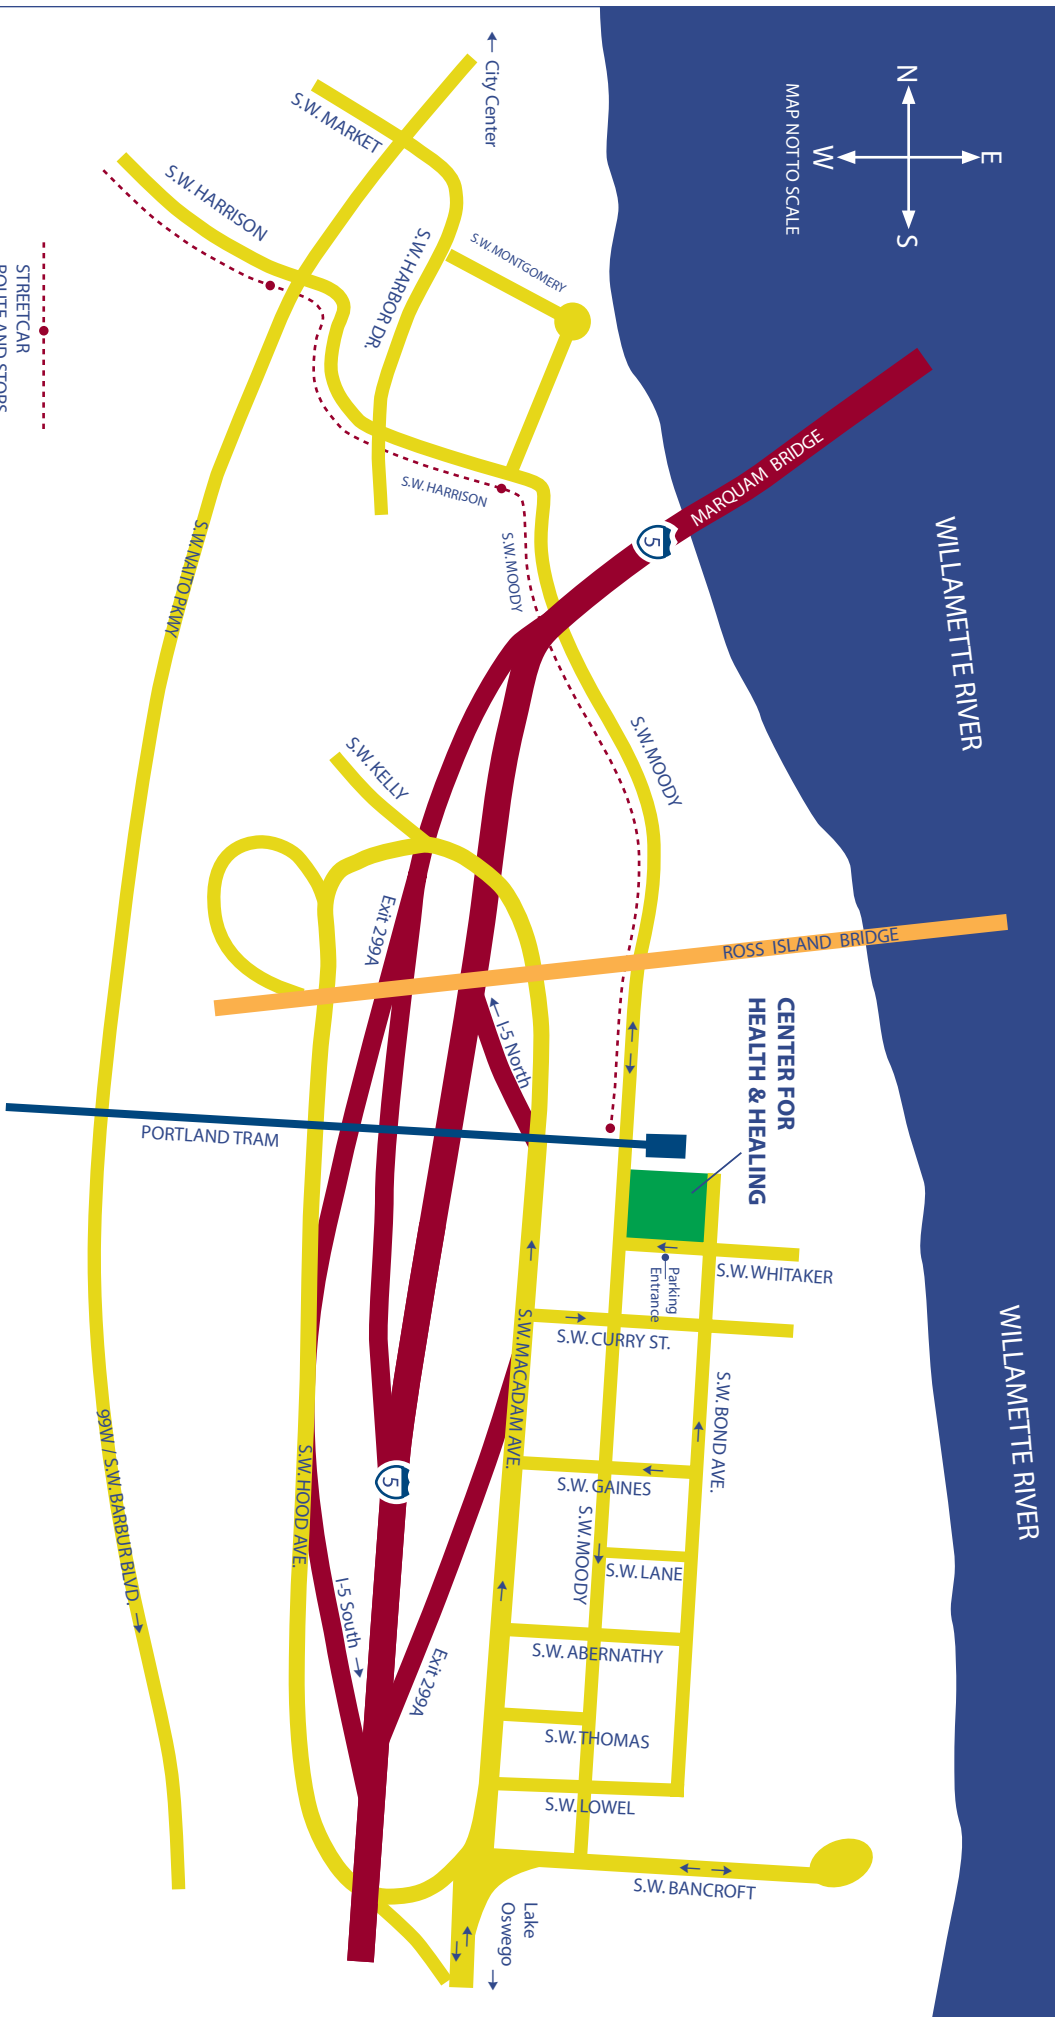 City Center
S.W. MARKET
S.W. HARRISON
S.W. HARBOR DR.
S.W. MONTGOMERY
N
E
W
S
MAP NOT TO SCALE
STREETCAR
ROUTE AND STOPS
S.W. HARRISON
S.W. MOODY
MARQUAM BRIDGE
5
WILLAMETTE RIVER
S.W. NAITO PKWY
S.W. KELLY
S.W. MOODY
Exit 299A
ROSS ISLAND BRIDGE
I-5 North
CENTER FOR
HEALTH & HEALING
PORTLAND TRAM
S.W. WHITAKER
Parking
Entrance
S.W. CURRY ST.
S.W. MACADAM AVE.
S.W. BOND AVE.
WILLAMETTE RIVER
99W / S.W. BARBUR BLVD.
S.W. HOOD AVE.
5
S.W. GAINES
S.W. MOODY
S.W. LANE
I-5 South
Exit 299A
S.W. ABERNATHY
S.W. THOMAS
S.W. LOWEL
S.W. BANCROFT
Lake
Oswego